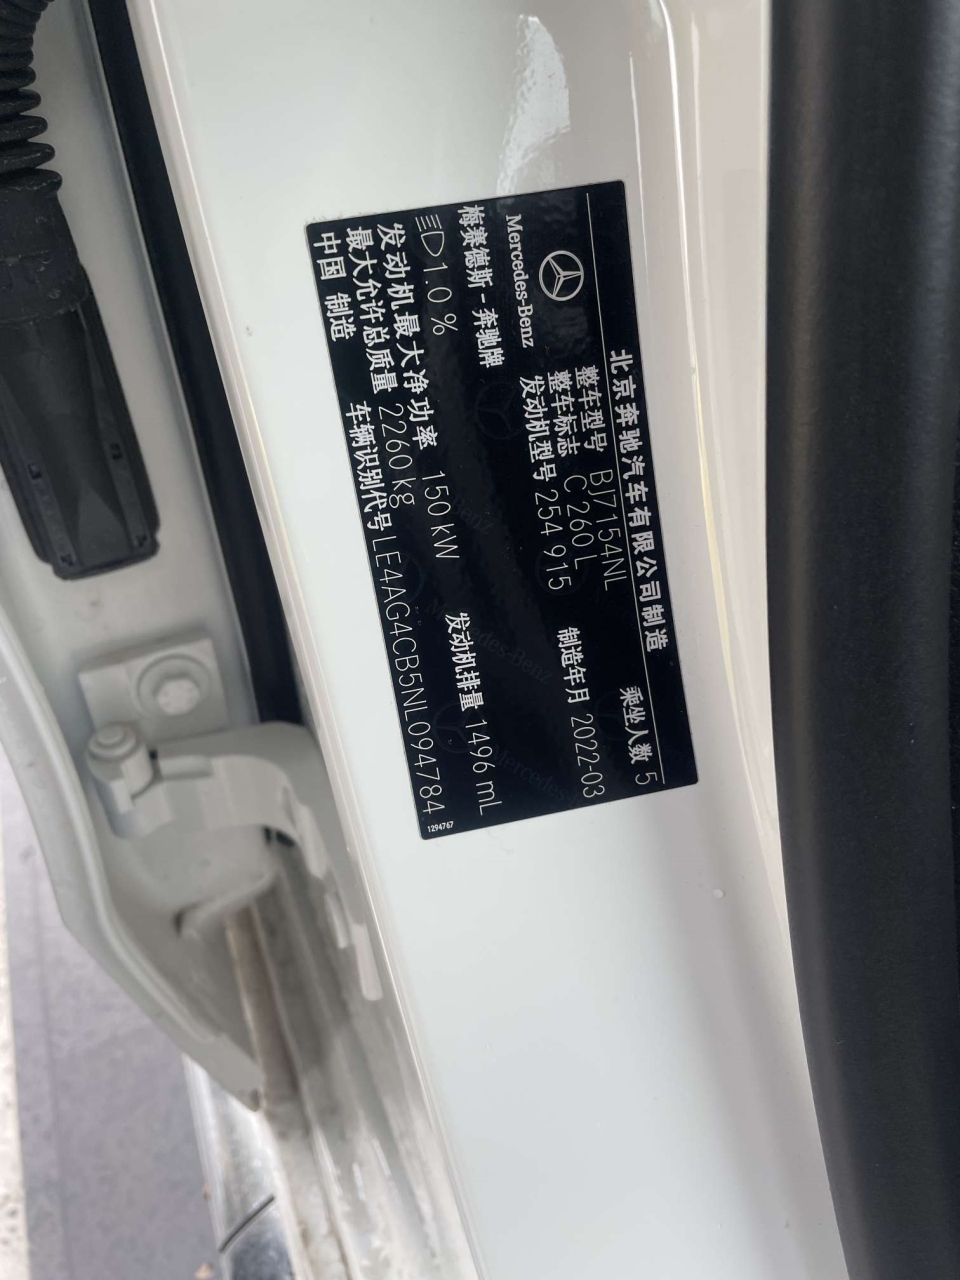 北京奔驰汽车有限公司制造
Mercedes-Benz
梅赛德斯-奔驰牌
整车型号 BJ7154NL
乘坐人数 5
整车标志 C 260 L
发动机型号 254 915
制造年月 2022-03
1.0 %
发动机最大净功率 150 kW
发动机排量 1496 mL
最大允许总质量 2260 kg
中国 制造
车辆识别代号 LE4AG4CB5NL094784
1294767